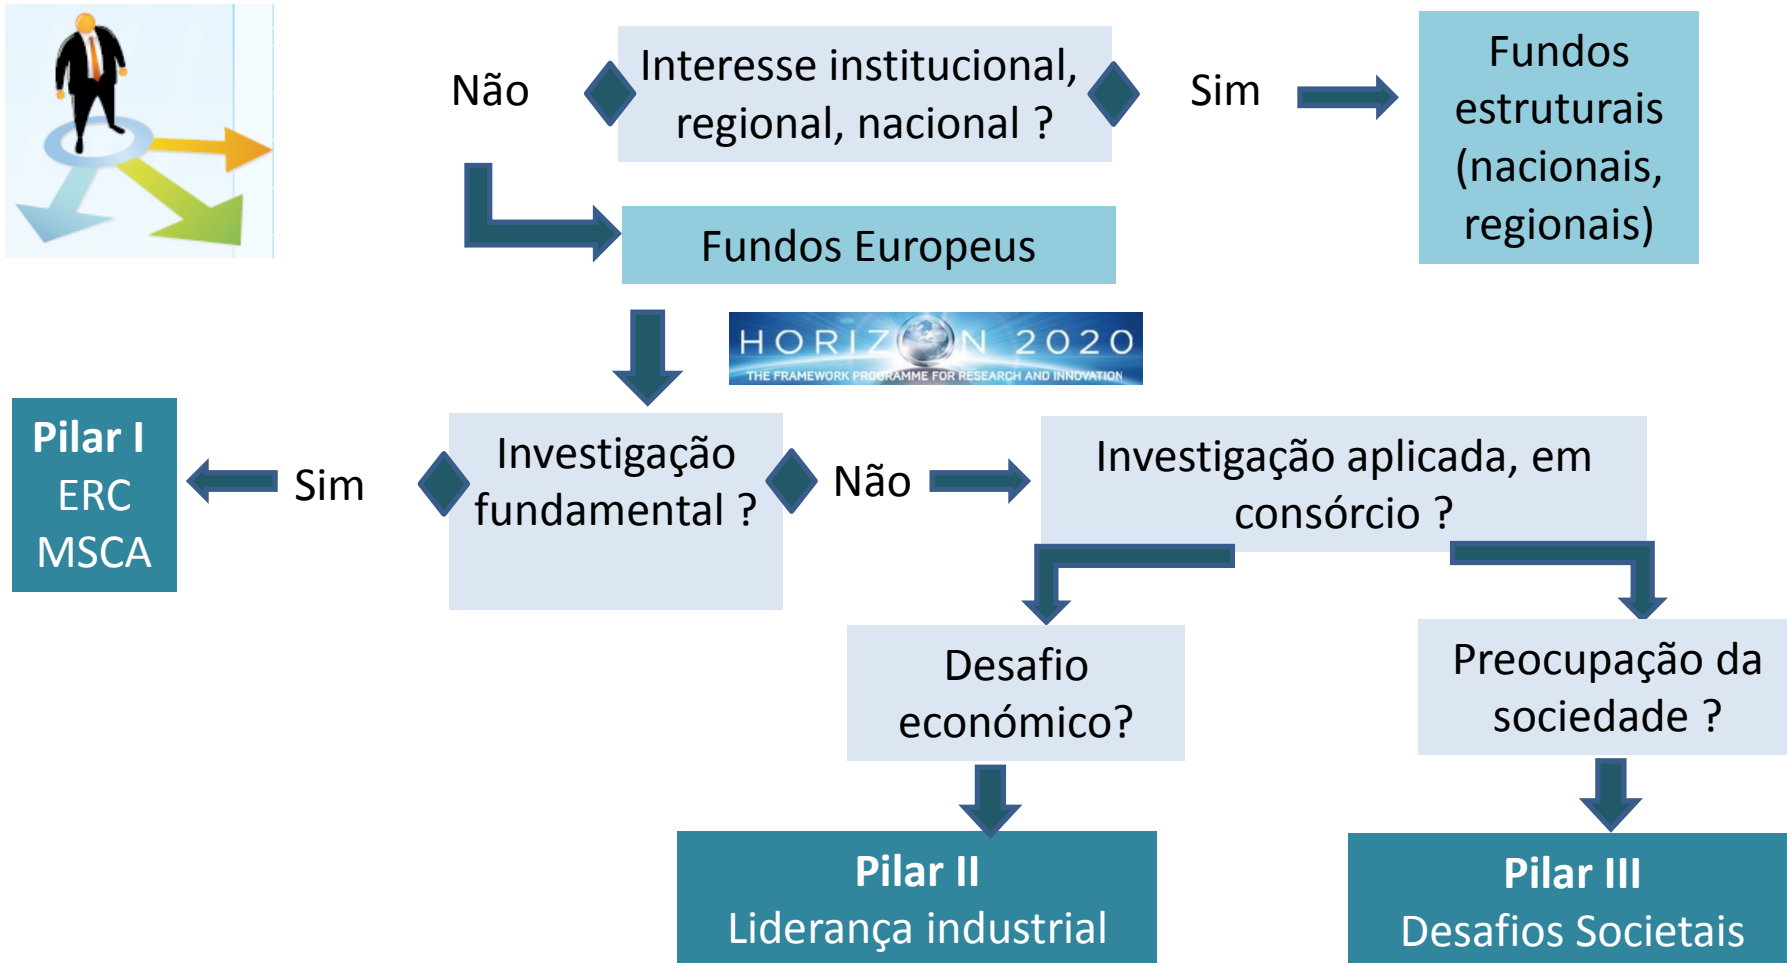 Interesse institucional,
regional, nacional ?
Não
Sim
Fundos
estruturais
(nacionais,
regionais)
Fundos Europeus
HORIZON 2020
THE FRAMEWORK PROGRAMME FOR RESEARCH AND INNOVATION
Pilar I
ERC
MSCA
Sim
Investigação
fundamental ?
Não
Investigação aplicada, em
consórcio ?
Desafio
económico?
Preocupação da
sociedade ?
Pilar II
Liderança industrial
Pilar III
Desafios Societais